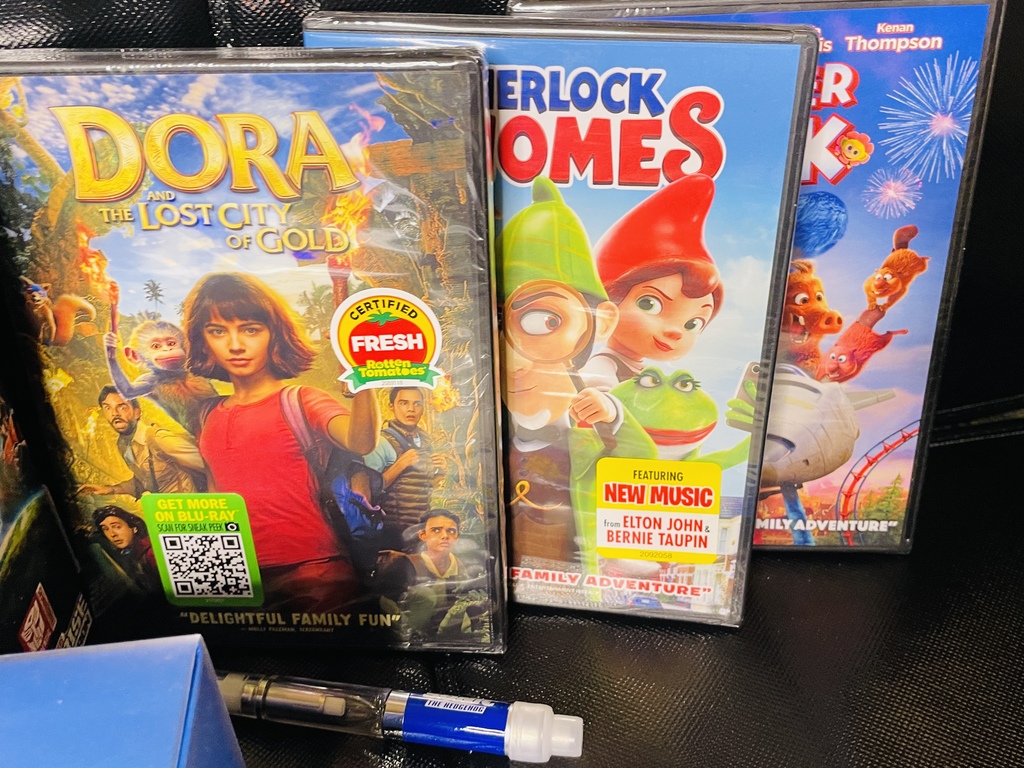 DORA
AND
THE LOST CITY
OF GOLD
CERTIFIED
FRESH
Rotten
Tomatoes
GET MORE
ON BLU-RAY
SCAN FOR SNEAK PEEK
"DELIGHTFUL FAMILY FUN"
ERLOCK
OMES
FEATURING
NEW MUSIC
from ELTON JOHN &
BERNIE TAUPIN
2092058
FAMILY ADVENTURE"
Kenan
is Thompson
ER
K
MILY ADVENTURE"
THE HEDGEHOG